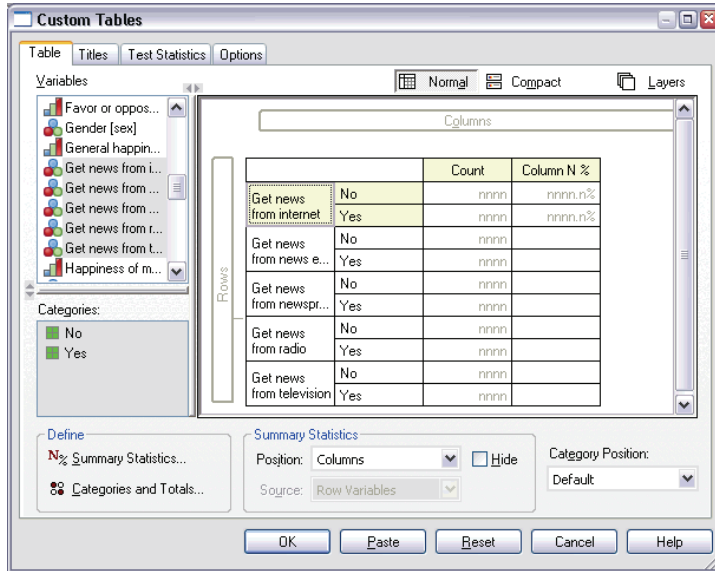 Custom Tables
Table Titles Test Statistics Options
Variables
Normal Compact Layers
Favor or oppos...
Gender [sex]
General happin...
Get news from i...
Get news from ...
Get news from ...
Get news from r...
Get news from t...
Happiness of m...
Categories:
No
Yes
Columns
Rows
Count Column N %
Get news from internet No nnnn nnnn.n%
Yes nnnn nnnn.n%
Get news from news e... No nnnn
Yes nnnn
Get news from newspr... No nnnn
Yes nnnn
Get news from radio No nnnn
Yes nnnn
Get news from television No nnnn
Yes nnnn
Define
N% Summary Statistics...
Categories and Totals...
Summary Statistics
Position: Columns Hide
Source: Row Variables
Category Position:
Default
OK Paste Reset Cancel Help